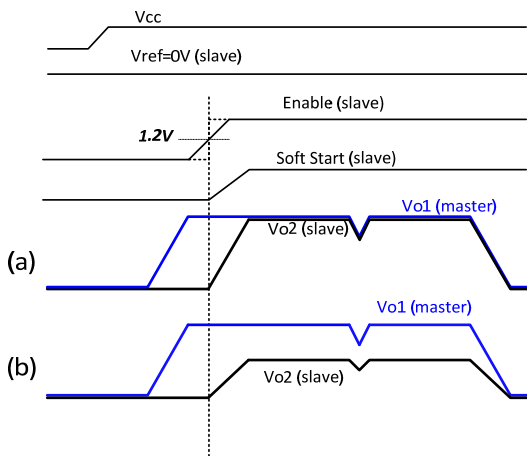 Vcc
Vref=0V (slave)
Enable (slave)
1.2V
Soft Start (slave)
Vo1 (master)
Vo2 (slave)
(a)
Vo1 (master)
(b)
Vo2 (slave)